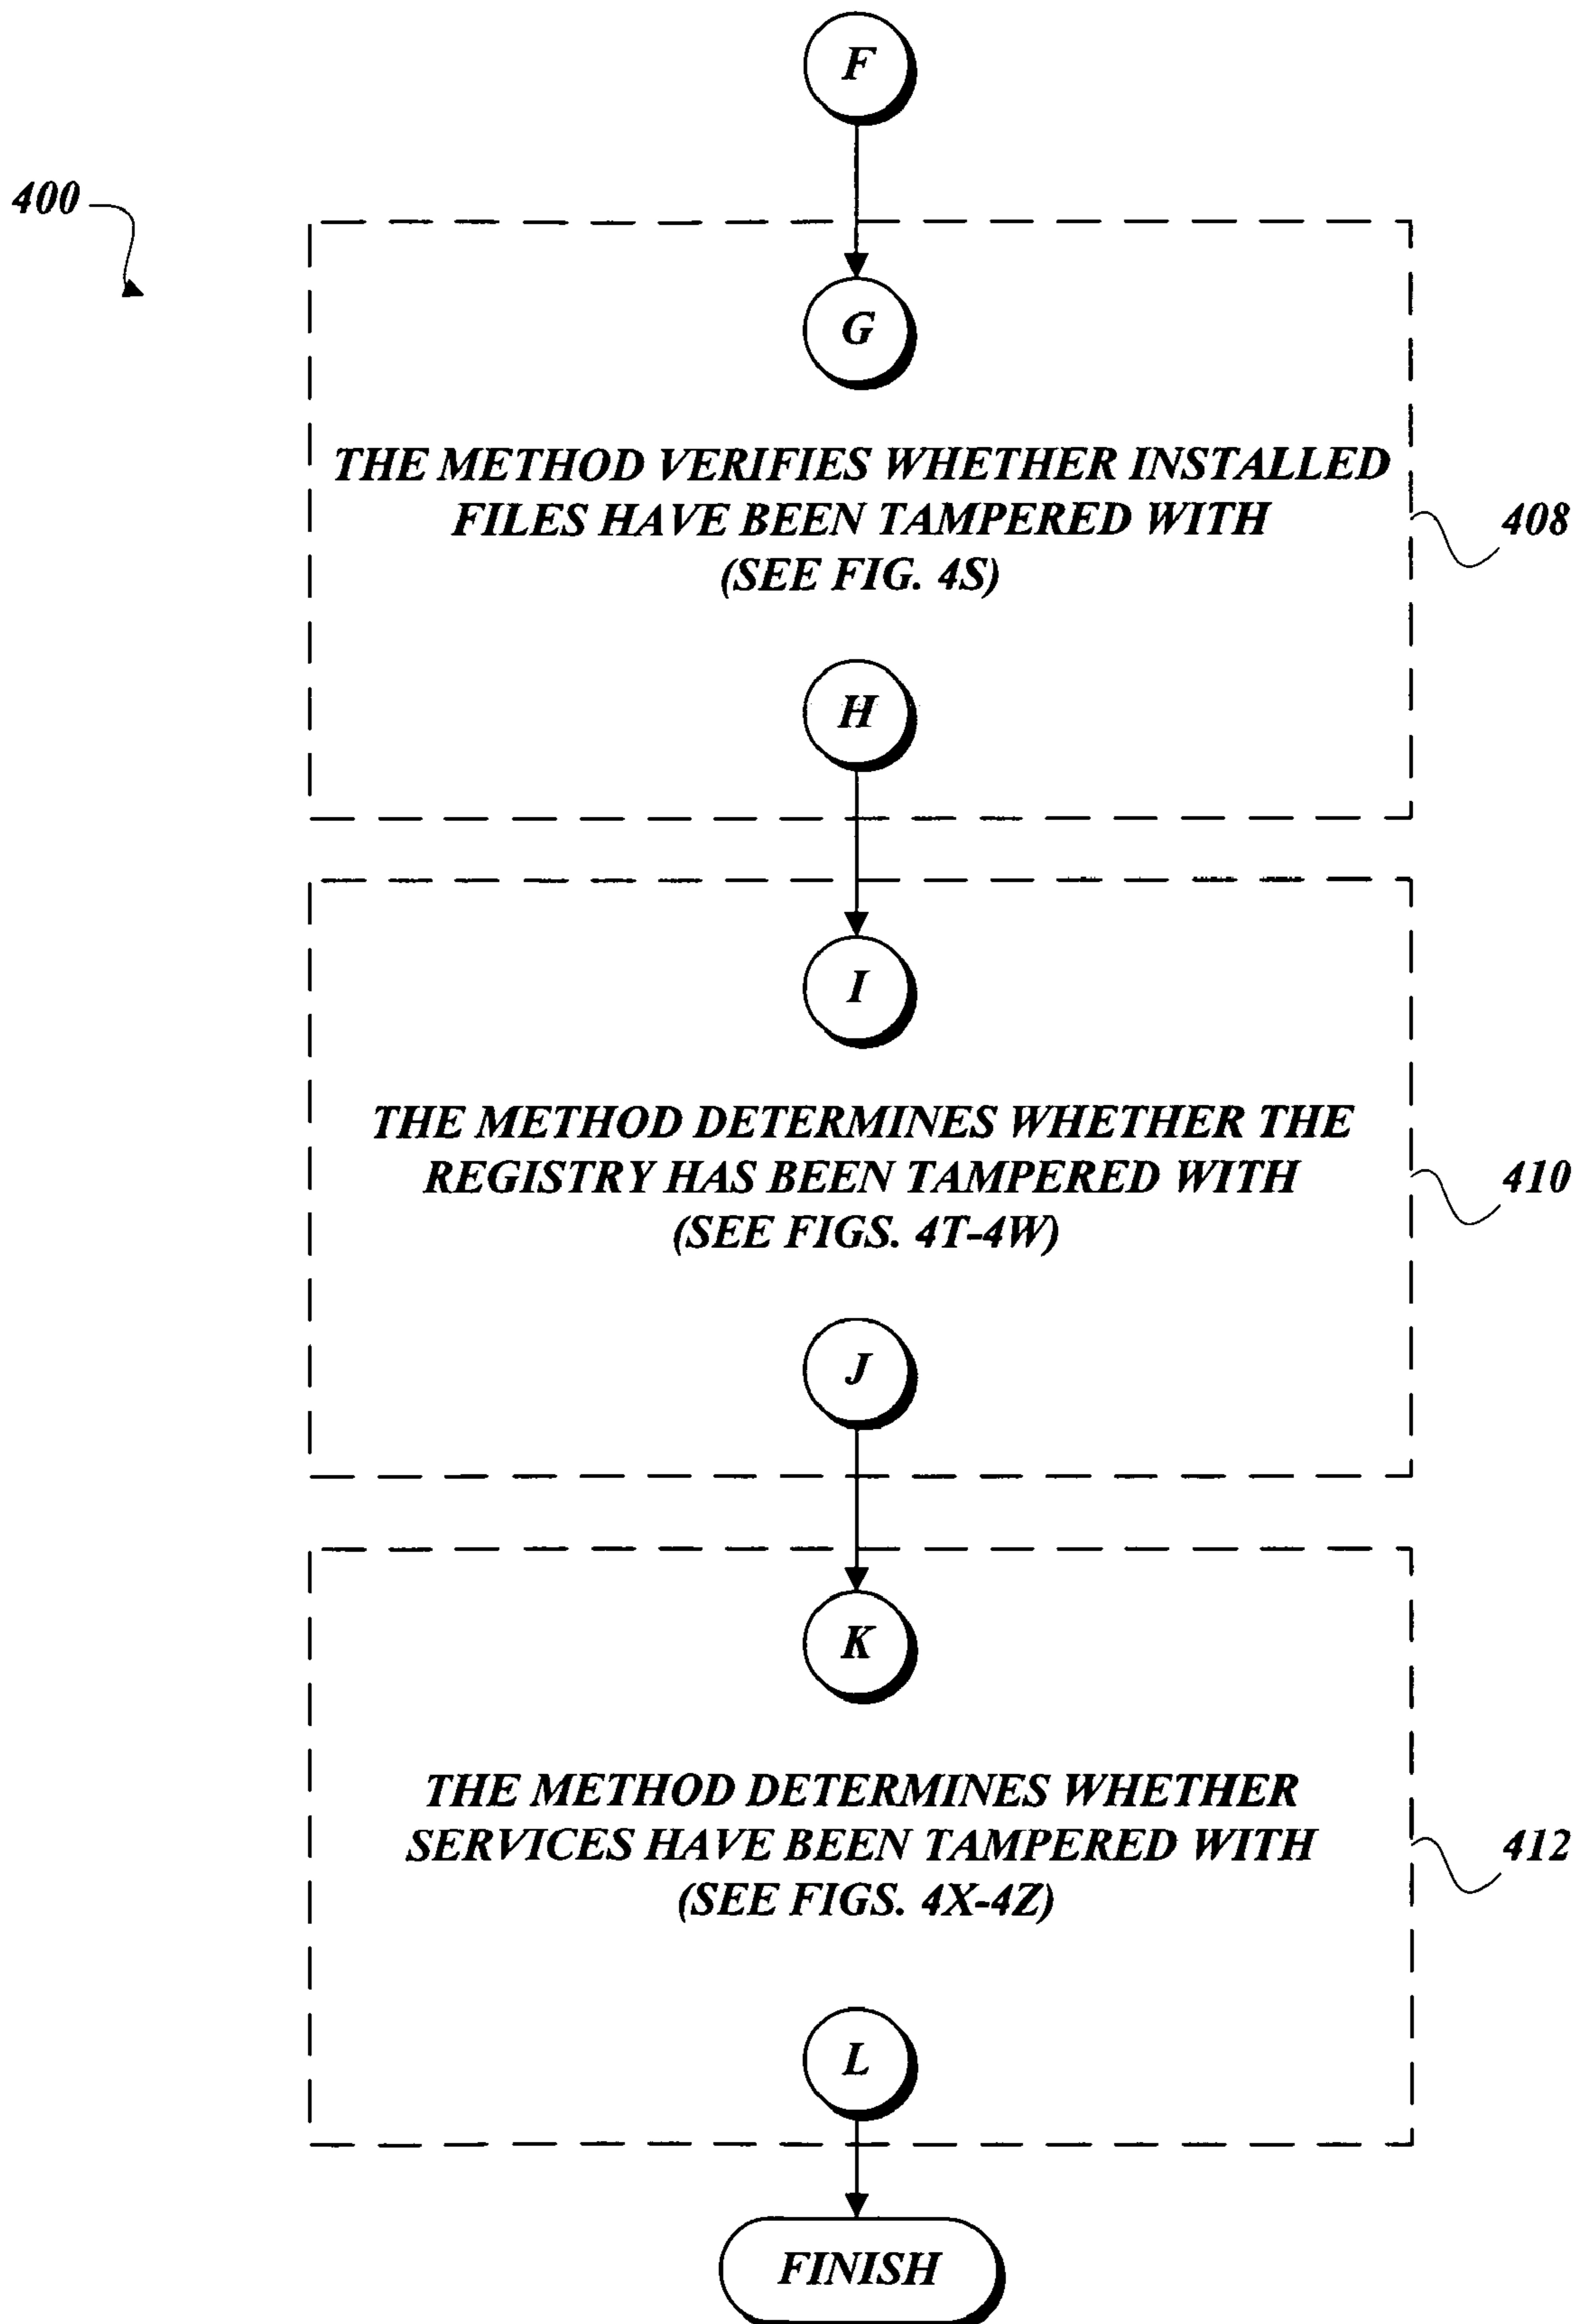 F
400
G
THE METHOD VERIFIES WHETHER INSTALLED
FILES HAVE BEEN TAMPERED WITH
(SEE FIG. 4S)
408
H
I
THE METHOD DETERMINES WHETHER THE
REGISTRY HAS BEEN TAMPERED WITH
(SEE FIGS. 4T-4W)
410
J
K
THE METHOD DETERMINES WHETHER
SERVICES HAVE BEEN TAMPERED WITH
(SEE FIGS. 4X-4Z)
412
L
FINISH